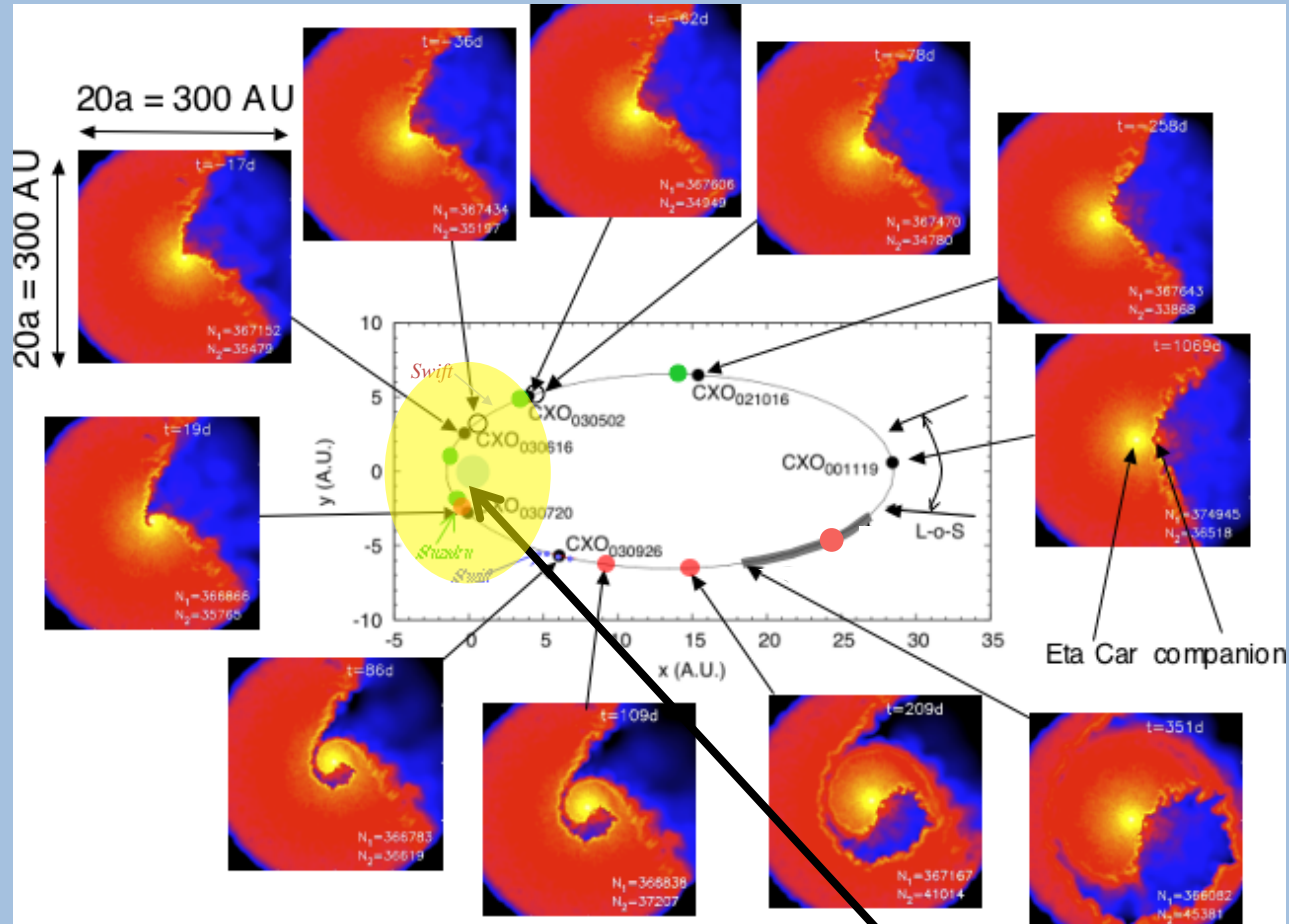 20a = 300 AU
20a = 300 AU
t=-17d
N1=367152
N2=35479
t=-36d
N1=367434
N2=35197
t=-62d
N1=367606
N2=34949
t=-78d
N1=367470
N2=34780
t=-258d
N1=367643
N2=33868
t=1069d
N1=374945
N2=36518
Eta Car companion
t=19d
N1=366866
N2=35765
10
5
0
-5
-10
y (A.U.)
-5 0 5 10 15 20 25 30 35
x (A.U.)
Swift
CXO030502
CXO030616
CXO021016
CXO001119
L-o-S
CXO030720
Suzaku
Swift
CXO030926
t=86d
N1=366783
N2=36619
t=109d
N1=366838
N2=37207
t=209d
N1=367167
N2=41014
t=351d
N1=366082
N2=45381